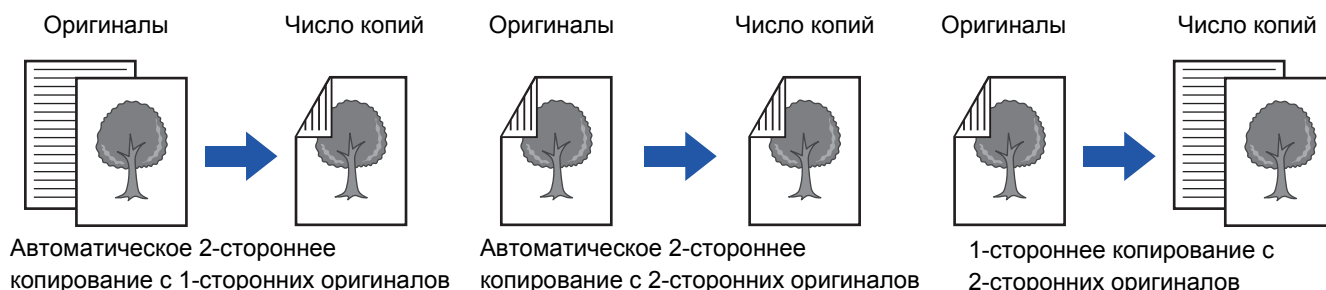 Оригиналы
Число копий
Оригиналы
Число копий
Оригиналы
Число копий
Автоматическое 2-стороннее
копирование с 1-сторонних оригиналов
Автоматическое 2-стороннее
копирование с 2-сторонних оригиналов
1-стороннее копирование с
2-сторонних оригиналов